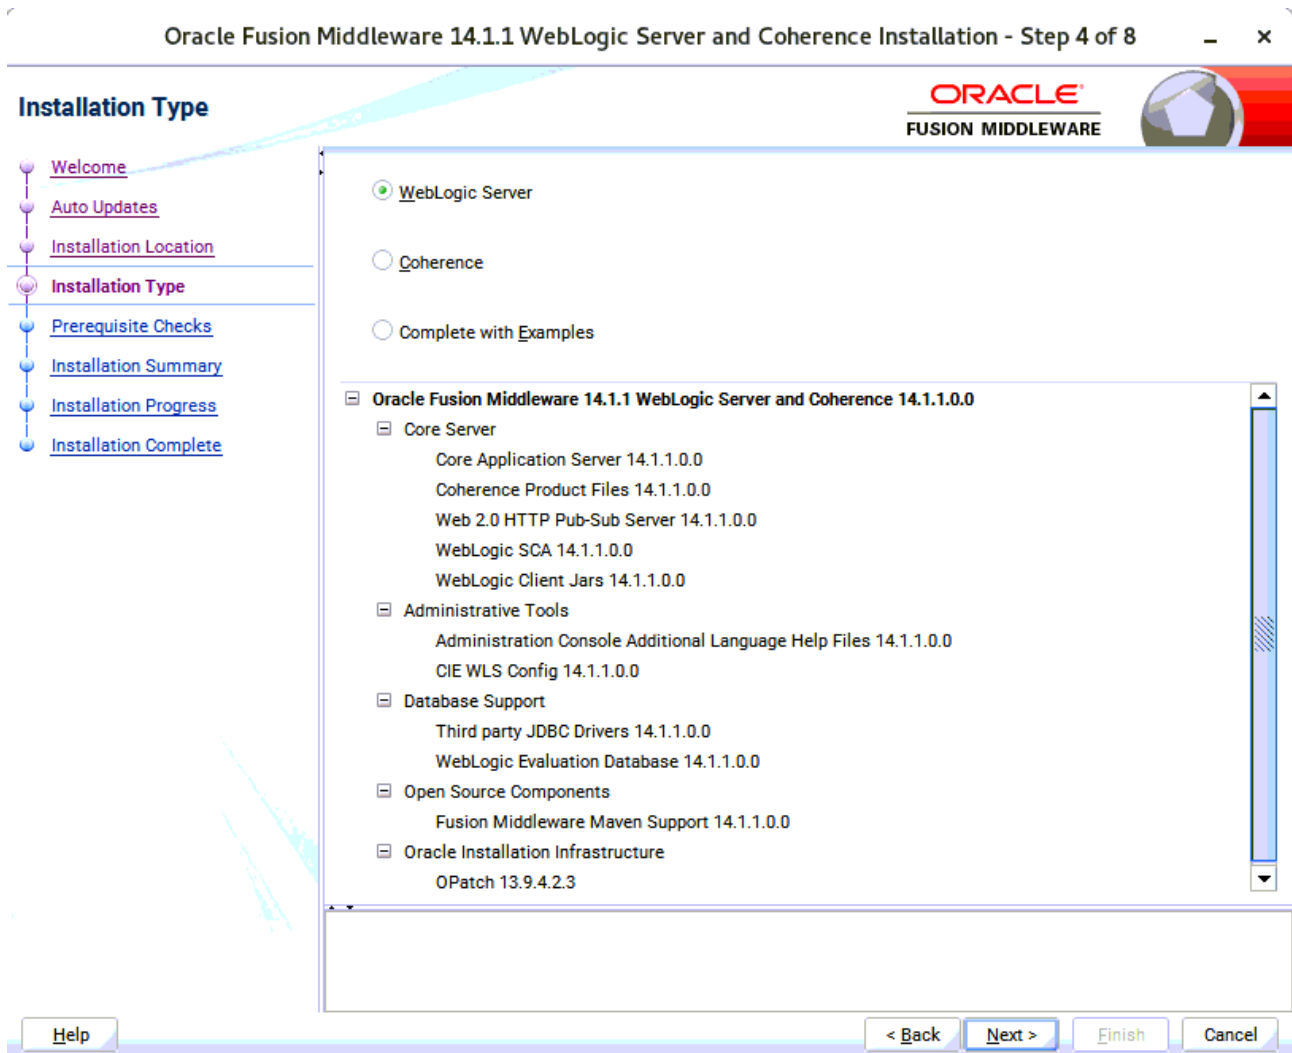 Oracle Fusion Middleware 14.1.1 WebLogic Server and Coherence Installation - Step 4 of 8
Installation Type
ORACLE
FUSION MIDDLEWARE
Welcome
Auto Updates
Installation Location
Installation Type
Prerequisite Checks
Installation Summary
Installation Progress
Installation Complete
WebLogic Server
Coherence
Complete with Examples
Oracle Fusion Middleware 14.1.1 WebLogic Server and Coherence 14.1.1.0.0
Core Server
Core Application Server 14.1.1.0.0
Coherence Product Files 14.1.1.0.0
Web 2.0 HTTP Pub-Sub Server 14.1.1.0.0
WebLogic SCA 14.1.1.0.0
WebLogic Client Jars 14.1.1.0.0
Administrative Tools
Administration Console Additional Language Help Files 14.1.1.0.0
CIE WLS Config 14.1.1.0.0
Database Support
Third party JDBC Drivers 14.1.1.0.0
WebLogic Evaluation Database 14.1.1.0.0
Open Source Components
Fusion Middleware Maven Support 14.1.1.0.0
Oracle Installation Infrastructure
OPatch 13.9.4.2.3
Help
< Back
Next >
Finish
Cancel